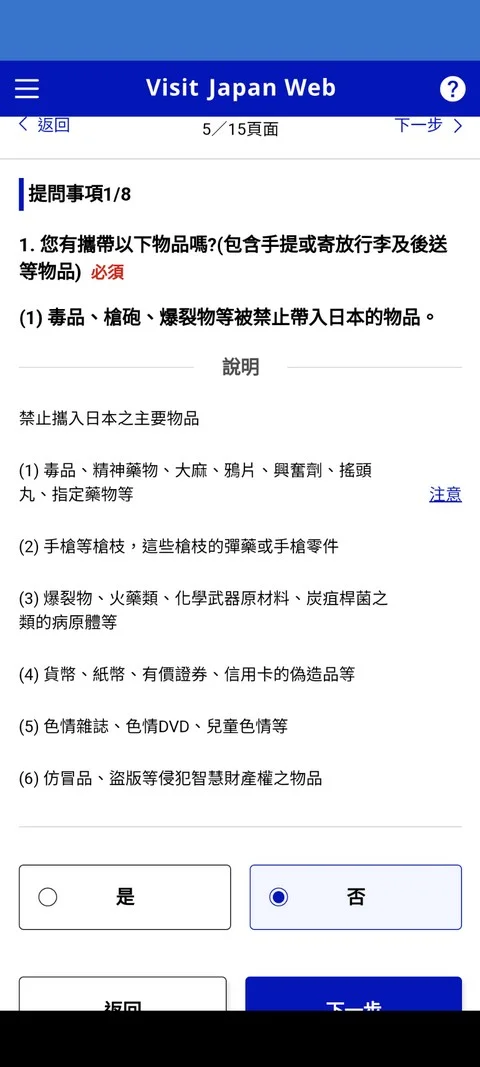 Visit Japan Web
?
返回
5／15頁面
下一步
提問事項1/8
1. 您有攜帶以下物品嗎?(包含手提或寄放行李及後送
等物品) 必須
(1) 毒品、槍砲、爆裂物等被禁止帶入日本的物品。
說明
禁止攜入日本之主要物品
(1) 毒品、精神藥物、大麻、鴉片、興奮劑、搖頭
丸、指定藥物等
注意
(2) 手槍等槍枝，這些槍枝的彈藥或手槍零件
(3) 爆裂物、火藥類、化學武器原材料、炭疽桿菌之
類的病原體等
(4) 貨幣、紙幣、有價證券、信用卡的偽造品等
(5) 色情雜誌、色情DVD、兒童色情等
(6) 仿冒品、盜版等侵犯智慧財產權之物品
是
否
返回
下一步